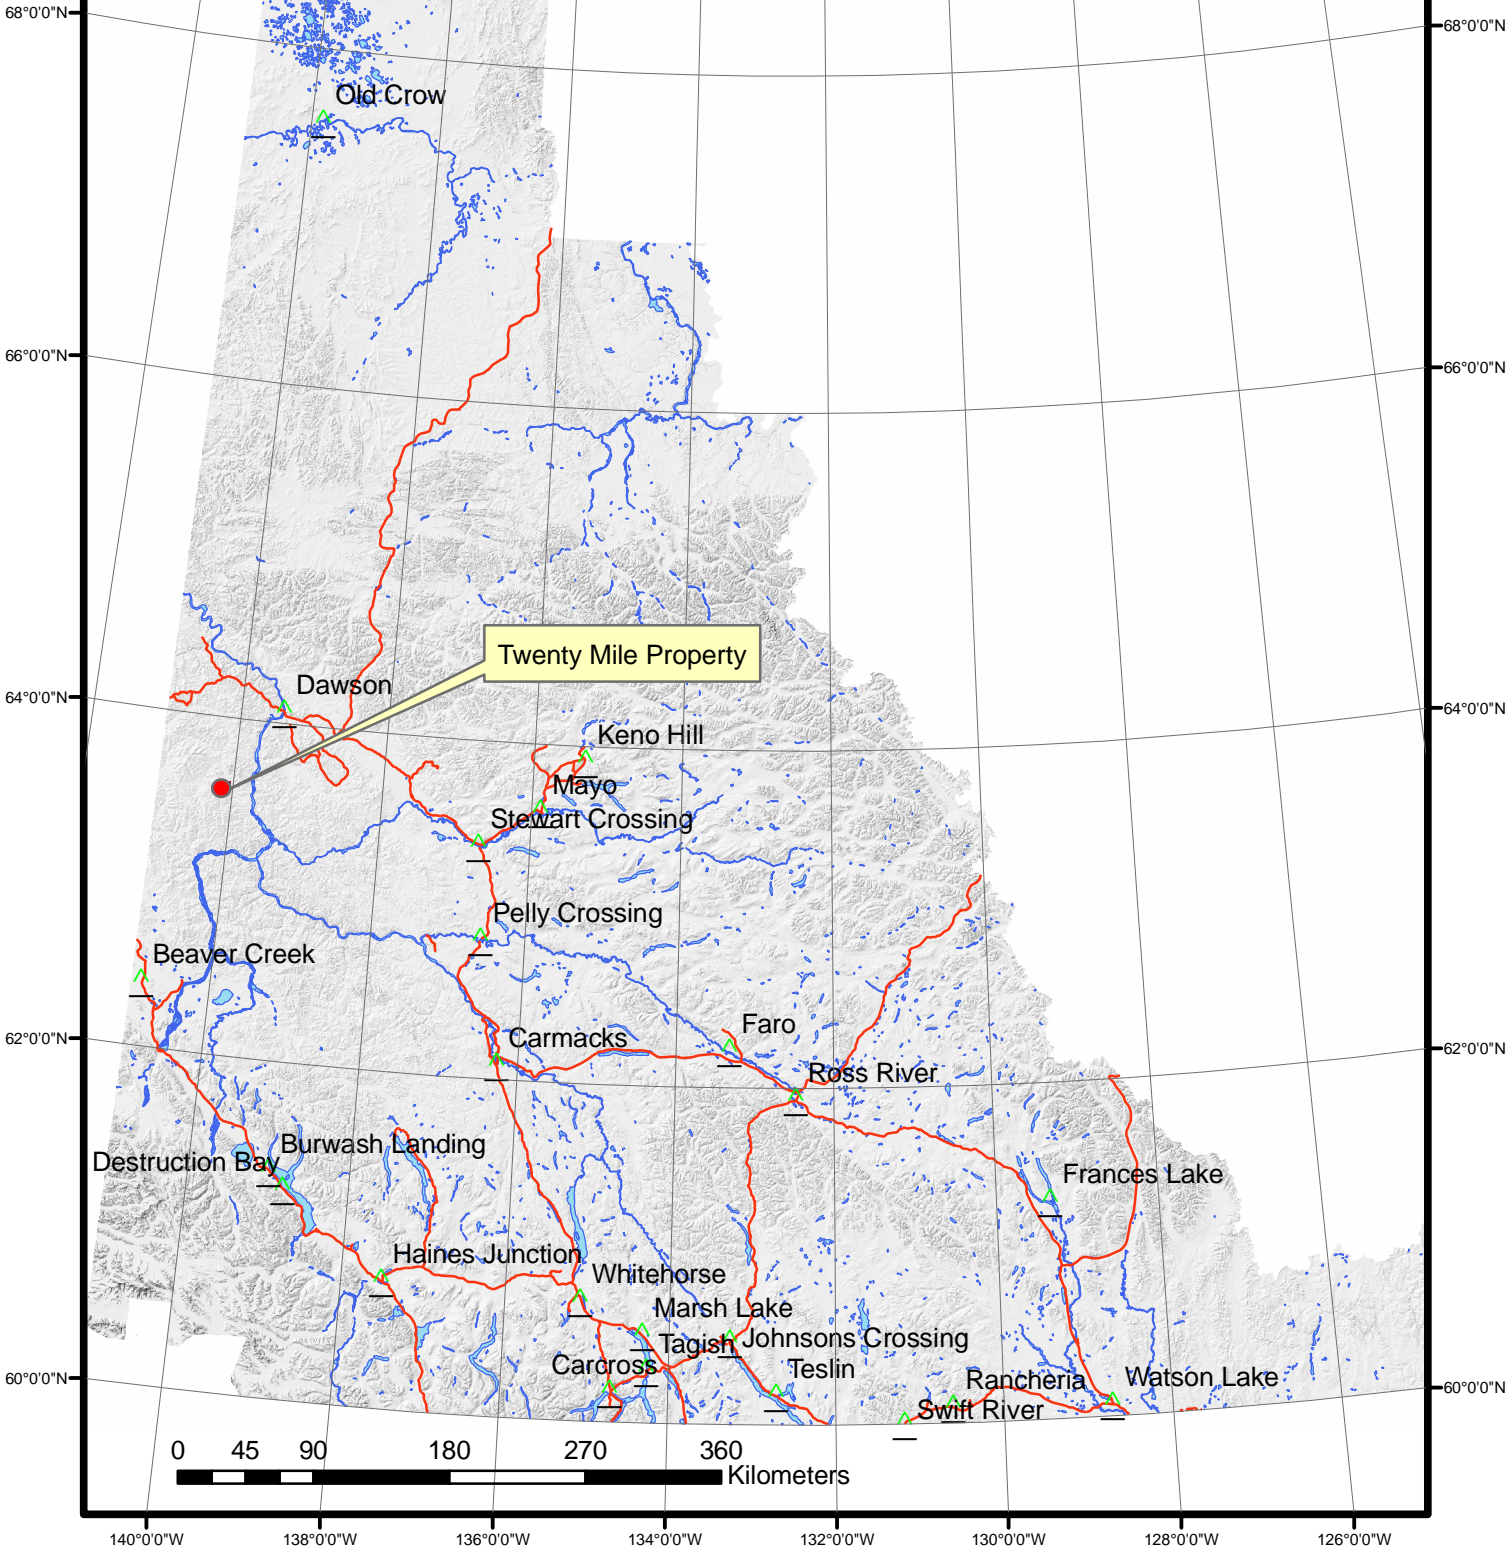 68°0'0"N
68°0'0"N
Old Crow
66°0'0"N
66°0'0"N
Twenty Mile Property
Dawson
64°0'0"N
64°0'0"N
Keno Hill
Mayo
Stewart Crossing
Pelly Crossing
Beaver Creek
Faro
Carmacks
62°0'0"N
62°0'0"N
Ross River
Burwash Landing
Destruction Bay
Frances Lake
Haines Junction
Whitehorse
Marsh Lake
Tagish
Johnsons Crossing
Carcross
Teslin
60°0'0"N
Rancheria
Watson Lake
60°0'0"N
Swift River
0 45 90 180 270 360
Kilometers
140°0'0"W 138°0'0"W 136°0'0"W 134°0'0"W 132°0'0"W 130°0'0"W 128°0'0"W 126°0'0"W